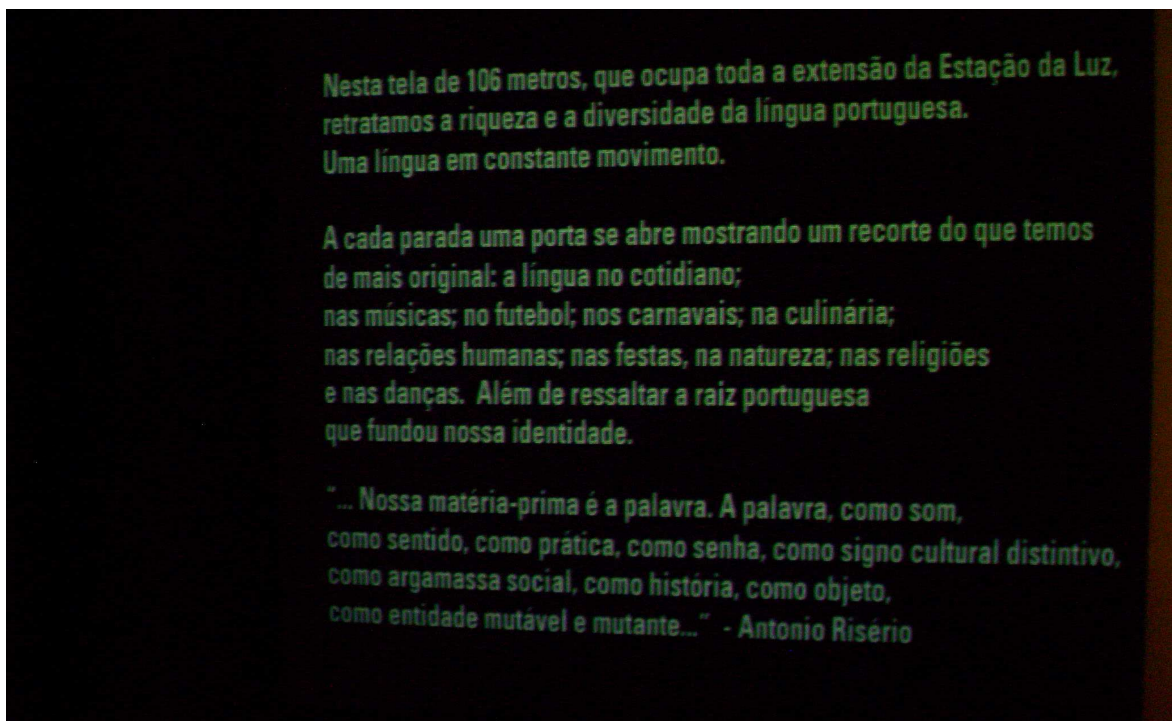 Nesta tela de 106 metros, que ocupa toda a extensão da Estação da Luz,
retratamos a riqueza e a diversidade da língua portuguesa.
Uma língua em constante movimento.
A cada parada uma porta se abre mostrando um recorte do que temos
de mais original: a língua no cotidiano;
nas músicas; no futebol; nos carnavais; na culinária;
nas relações humanas; nas festas, na natureza; nas religiões
e nas danças. Além de ressaltar a raiz portuguesa
que fundou nossa identidade.
"... Nossa matéria-prima é a palavra. A palavra, como som,
como sentido, como prática, como senha, como signo cultural distintivo,
como argamassa social, como história, como objeto,
como entidade mutável e mutante..." - Antonio Risério